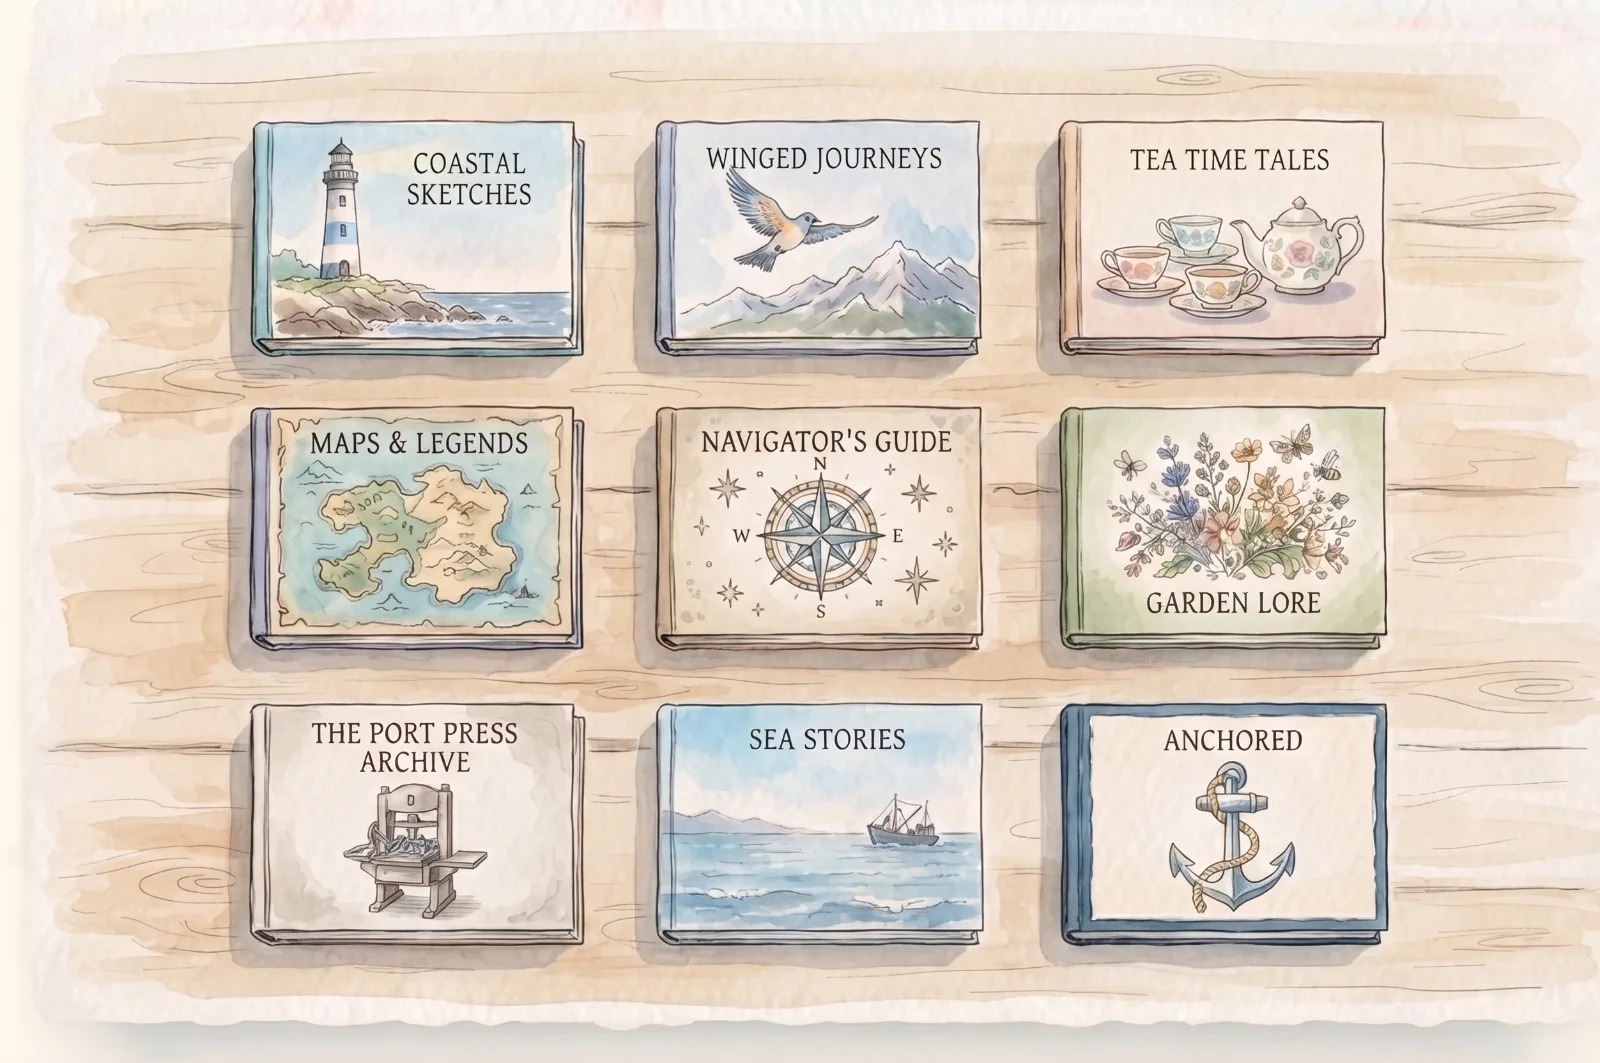 COASTAL
SKETCHES
WINGED JOURNEYS
TEA TIME TALES
MAPS & LEGENDS
NAVIGATOR'S GUIDE
N
W
E
S
GARDEN LORE
THE PORT PRESS
ARCHIVE
SEA STORIES
ANCHORED